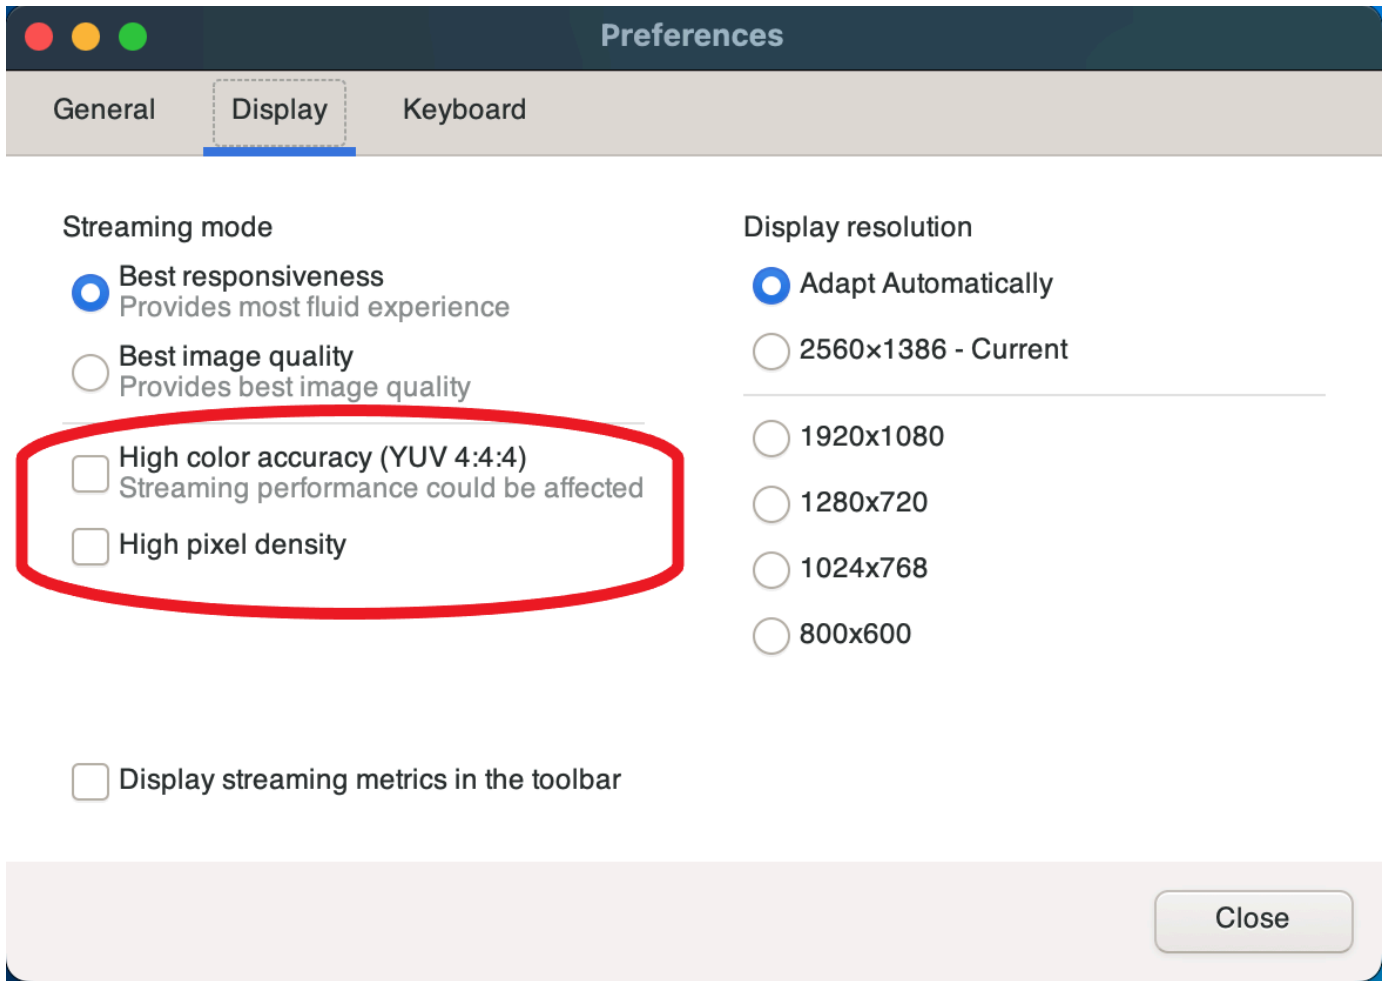 Preferences
General
Display
Keyboard
Streaming mode
Best responsiveness
Provides most fluid experience
Best image quality
Provides best image quality
High color accuracy (YUV 4:4:4)
Streaming performance could be affected
High pixel density
Display streaming metrics in the toolbar
Display resolution
Adapt Automatically
2560×1386 - Current
1920x1080
1280x720
1024x768
800x600
Close